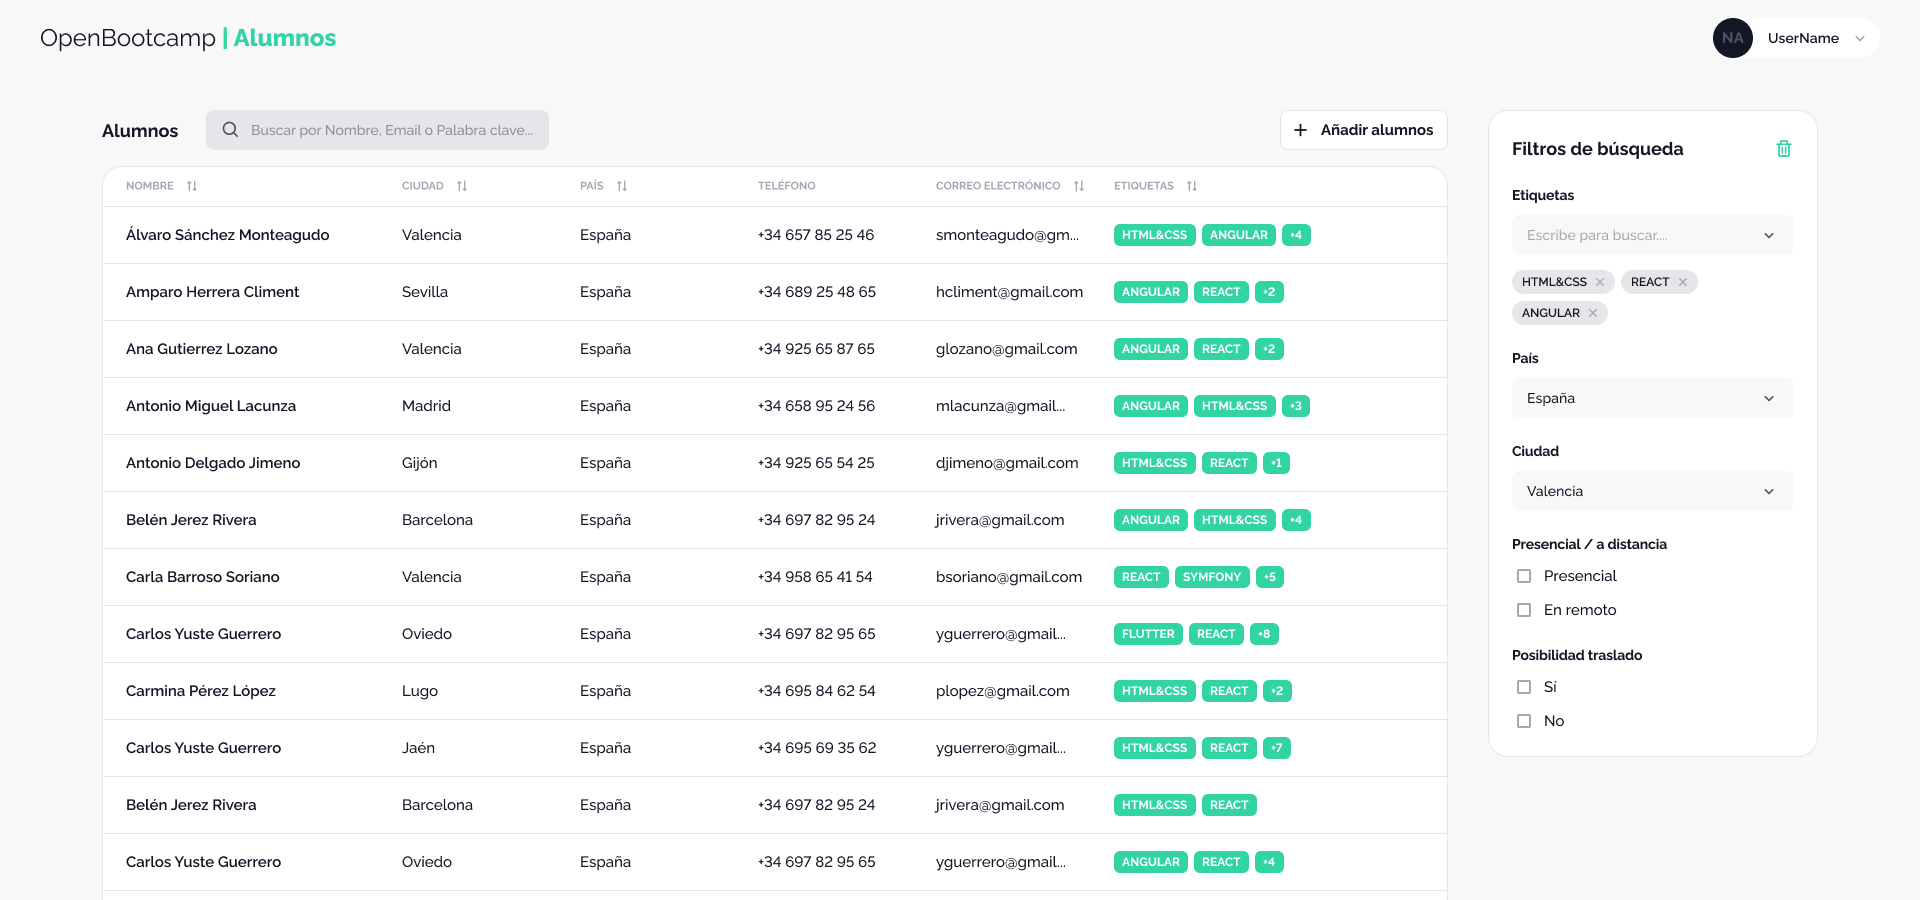 OpenBootcamp | Alumnos
NA UserName
Alumnos
Buscar por Nombre, Email o Palabra clave...
+ Añadir alumnos
NOMBRE CIUDAD PAÍS TELÉFONO CORREO ELECTRÓNICO ETIQUETAS
Álvaro Sánchez Monteagudo Valencia España +34 657 85 25 46 smonteagudo@gm... HTML&CSS ANGULAR +4
Amparo Herrera Climent Sevilla España +34 689 25 48 65 hcliment@gmail.com ANGULAR REACT +2
Ana Gutierrez Lozano Valencia España +34 925 65 87 65 glozano@gmail.com ANGULAR REACT +2
Antonio Miguel Lacunza Madrid España +34 658 95 24 56 mlacunza@gmail... ANGULAR HTML&CSS +3
Antonio Delgado Jimeno Gijón España +34 925 65 54 25 djimeno@gmail.com HTML&CSS REACT +1
Belén Jerez Rivera Barcelona España +34 697 82 95 24 jrivera@gmail.com ANGULAR HTML&CSS +4
Carla Barroso Soriano Valencia España +34 958 65 41 54 bsoriano@gmail.com REACT SYMFONY +5
Carlos Yuste Guerrero Oviedo España +34 697 82 95 65 yguerrero@gmail... FLUTTER REACT +8
Carmina Pérez López Lugo España +34 695 84 62 54 plopez@gmail.com HTML&CSS REACT +2
Carlos Yuste Guerrero Jaén España +34 695 69 35 62 yguerrero@gmail... HTML&CSS REACT +7
Belén Jerez Rivera Barcelona España +34 697 82 95 24 jrivera@gmail.com HTML&CSS REACT
Carlos Yuste Guerrero Oviedo España +34 697 82 95 65 yguerrero@gmail... ANGULAR REACT +4
Filtros de búsqueda
Etiquetas
Escribe para buscar....
HTML&CSS REACT
ANGULAR
País
España
Ciudad
Valencia
Presencial / a distancia
Presencial
En remoto
Posibilidad traslado
Sí
No